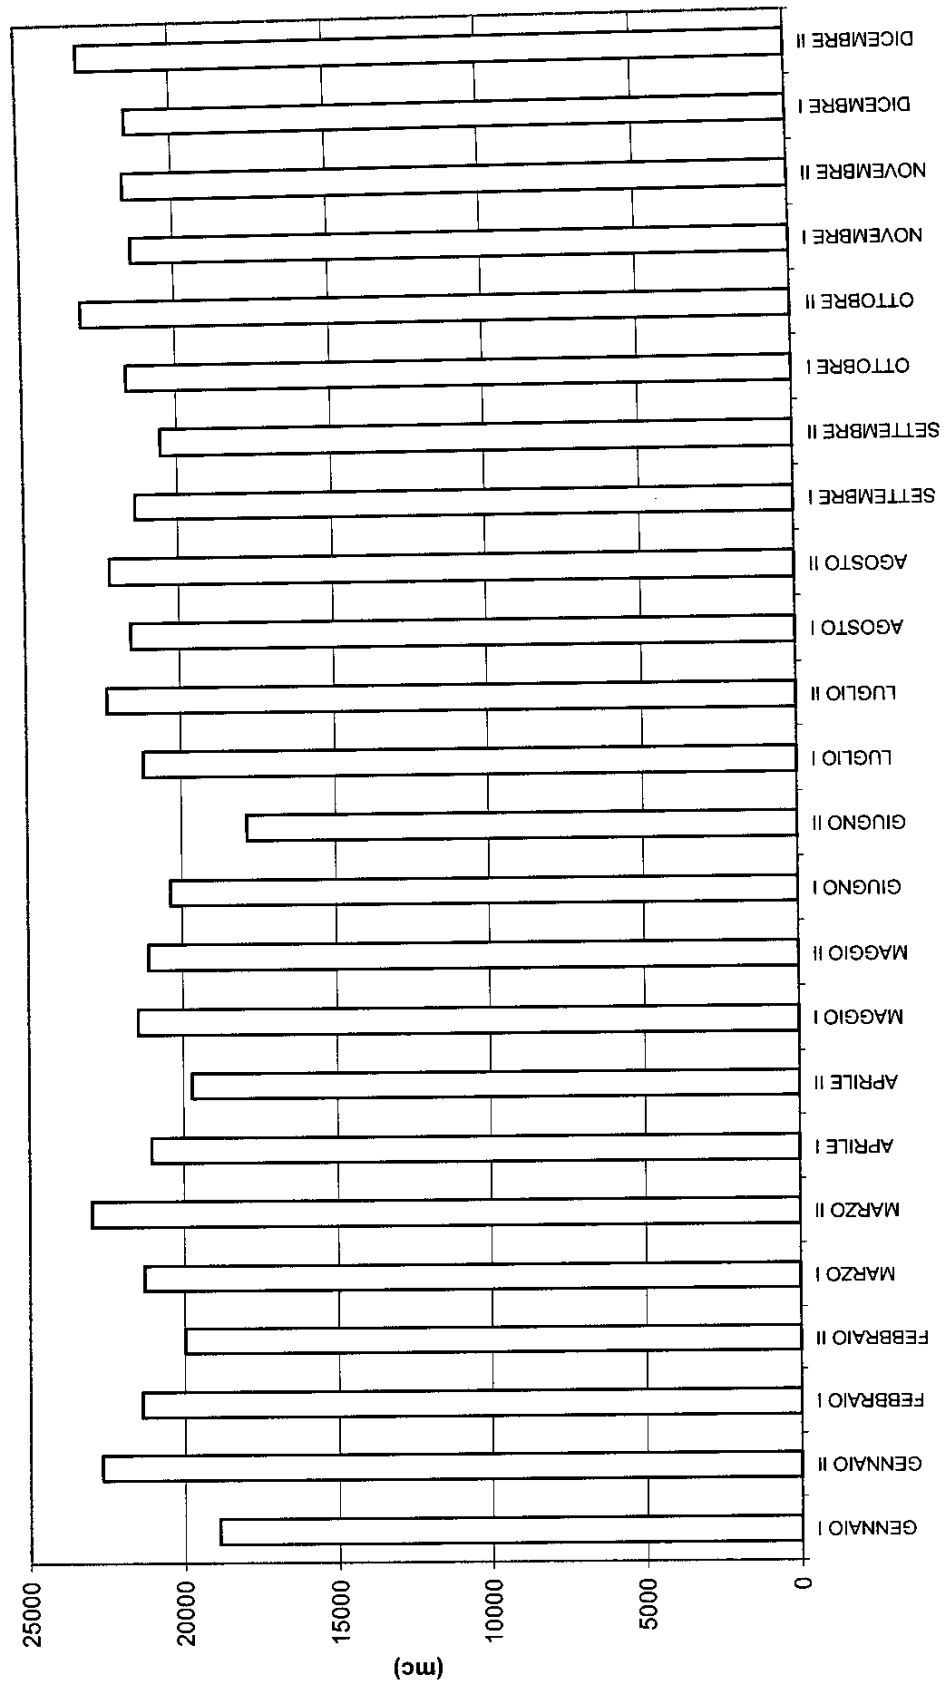 (mc)
25000
20000
15000
10000
5000
0
GENNAIO I
GENNAIO II
FEBBRAIO I
FEBBRAIO II
MARZO I
MARZO II
APRILE I
APRILE II
MAGGIO I
MAGGIO II
GIUGNO I
GIUGNO II
LUGLIO I
LUGLIO II
AGOSTO I
AGOSTO II
SETTEMBRE I
SETTEMBRE II
OTTOBRE I
OTTOBRE II
NOVEMBRE I
NOVEMBRE II
DICEMBRE I
DICEMBRE II